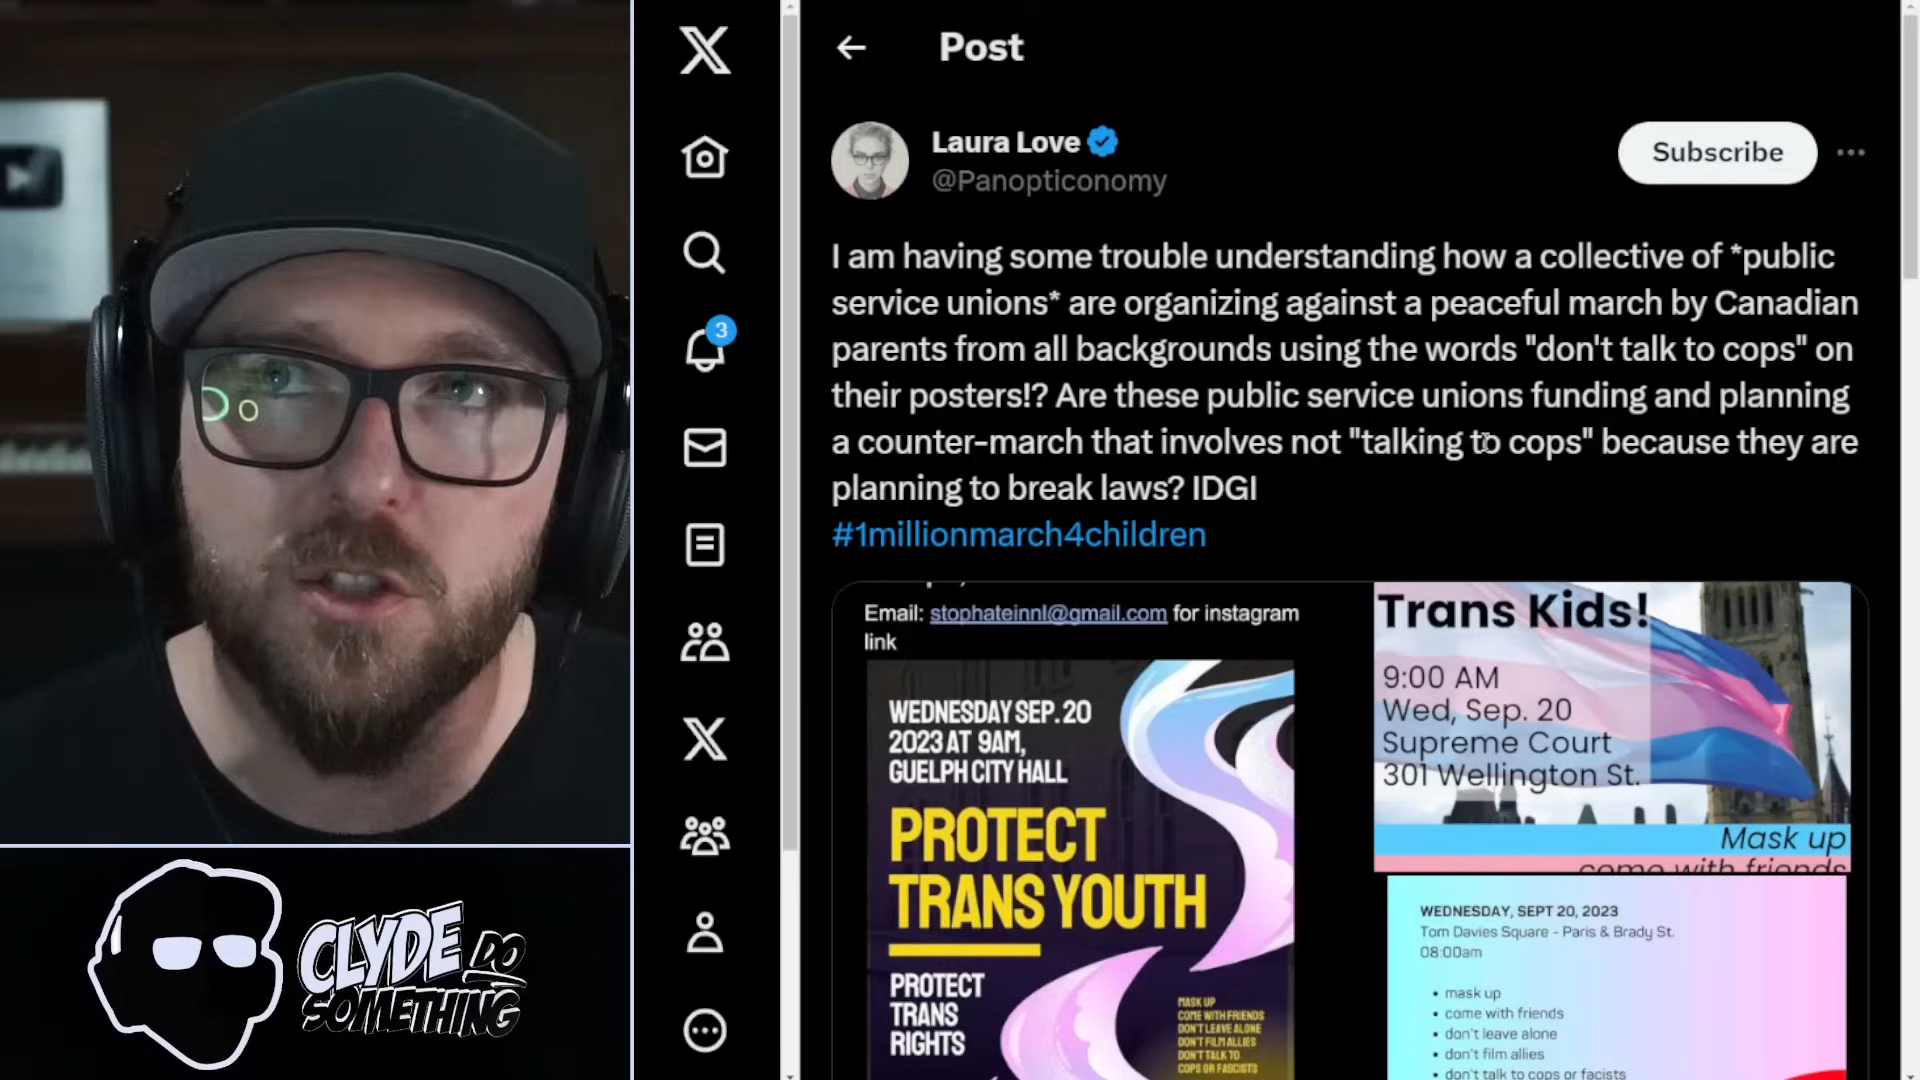 Post
Laura Love
@Panopticonomy
Subscribe
3
I am having some trouble understanding how a collective of *public
service unions* are organizing against a peaceful march by Canadian
parents from all backgrounds using the words "don't talk to cops" on
their posters!? Are these public service unions funding and planning
a counter-march that involves not "talking to cops" because they are
planning to break laws? IDGI
#1millionmarch4children
Email: stophateinnl@gmail.com for instagram
link
WEDNESDAY SEP. 20
2023 AT 9AM,
GUELPH CITY HALL
PROTECT
TRANS YOUTH
PROTECT
TRANS
RIGHTS
MASK UP
COME WITH FRIENDS
DON'T LEAVE ALONE
DON'T FILM ALLIES
DON'T TALK TO
COPS OR FASCISTS
Trans Kids!
9:00 AM
Wed, Sep. 20
Supreme Court
301 Wellington St.
Mask up
come with friends
WEDNESDAY, SEPT 20, 2023
Tom Davies Square - Paris & Brady St.
08:00am
• mask up
• come with friends
• don't leave alone
• don't film allies
• don't talk to cops or facists
CLYDE DO
SOMETHING